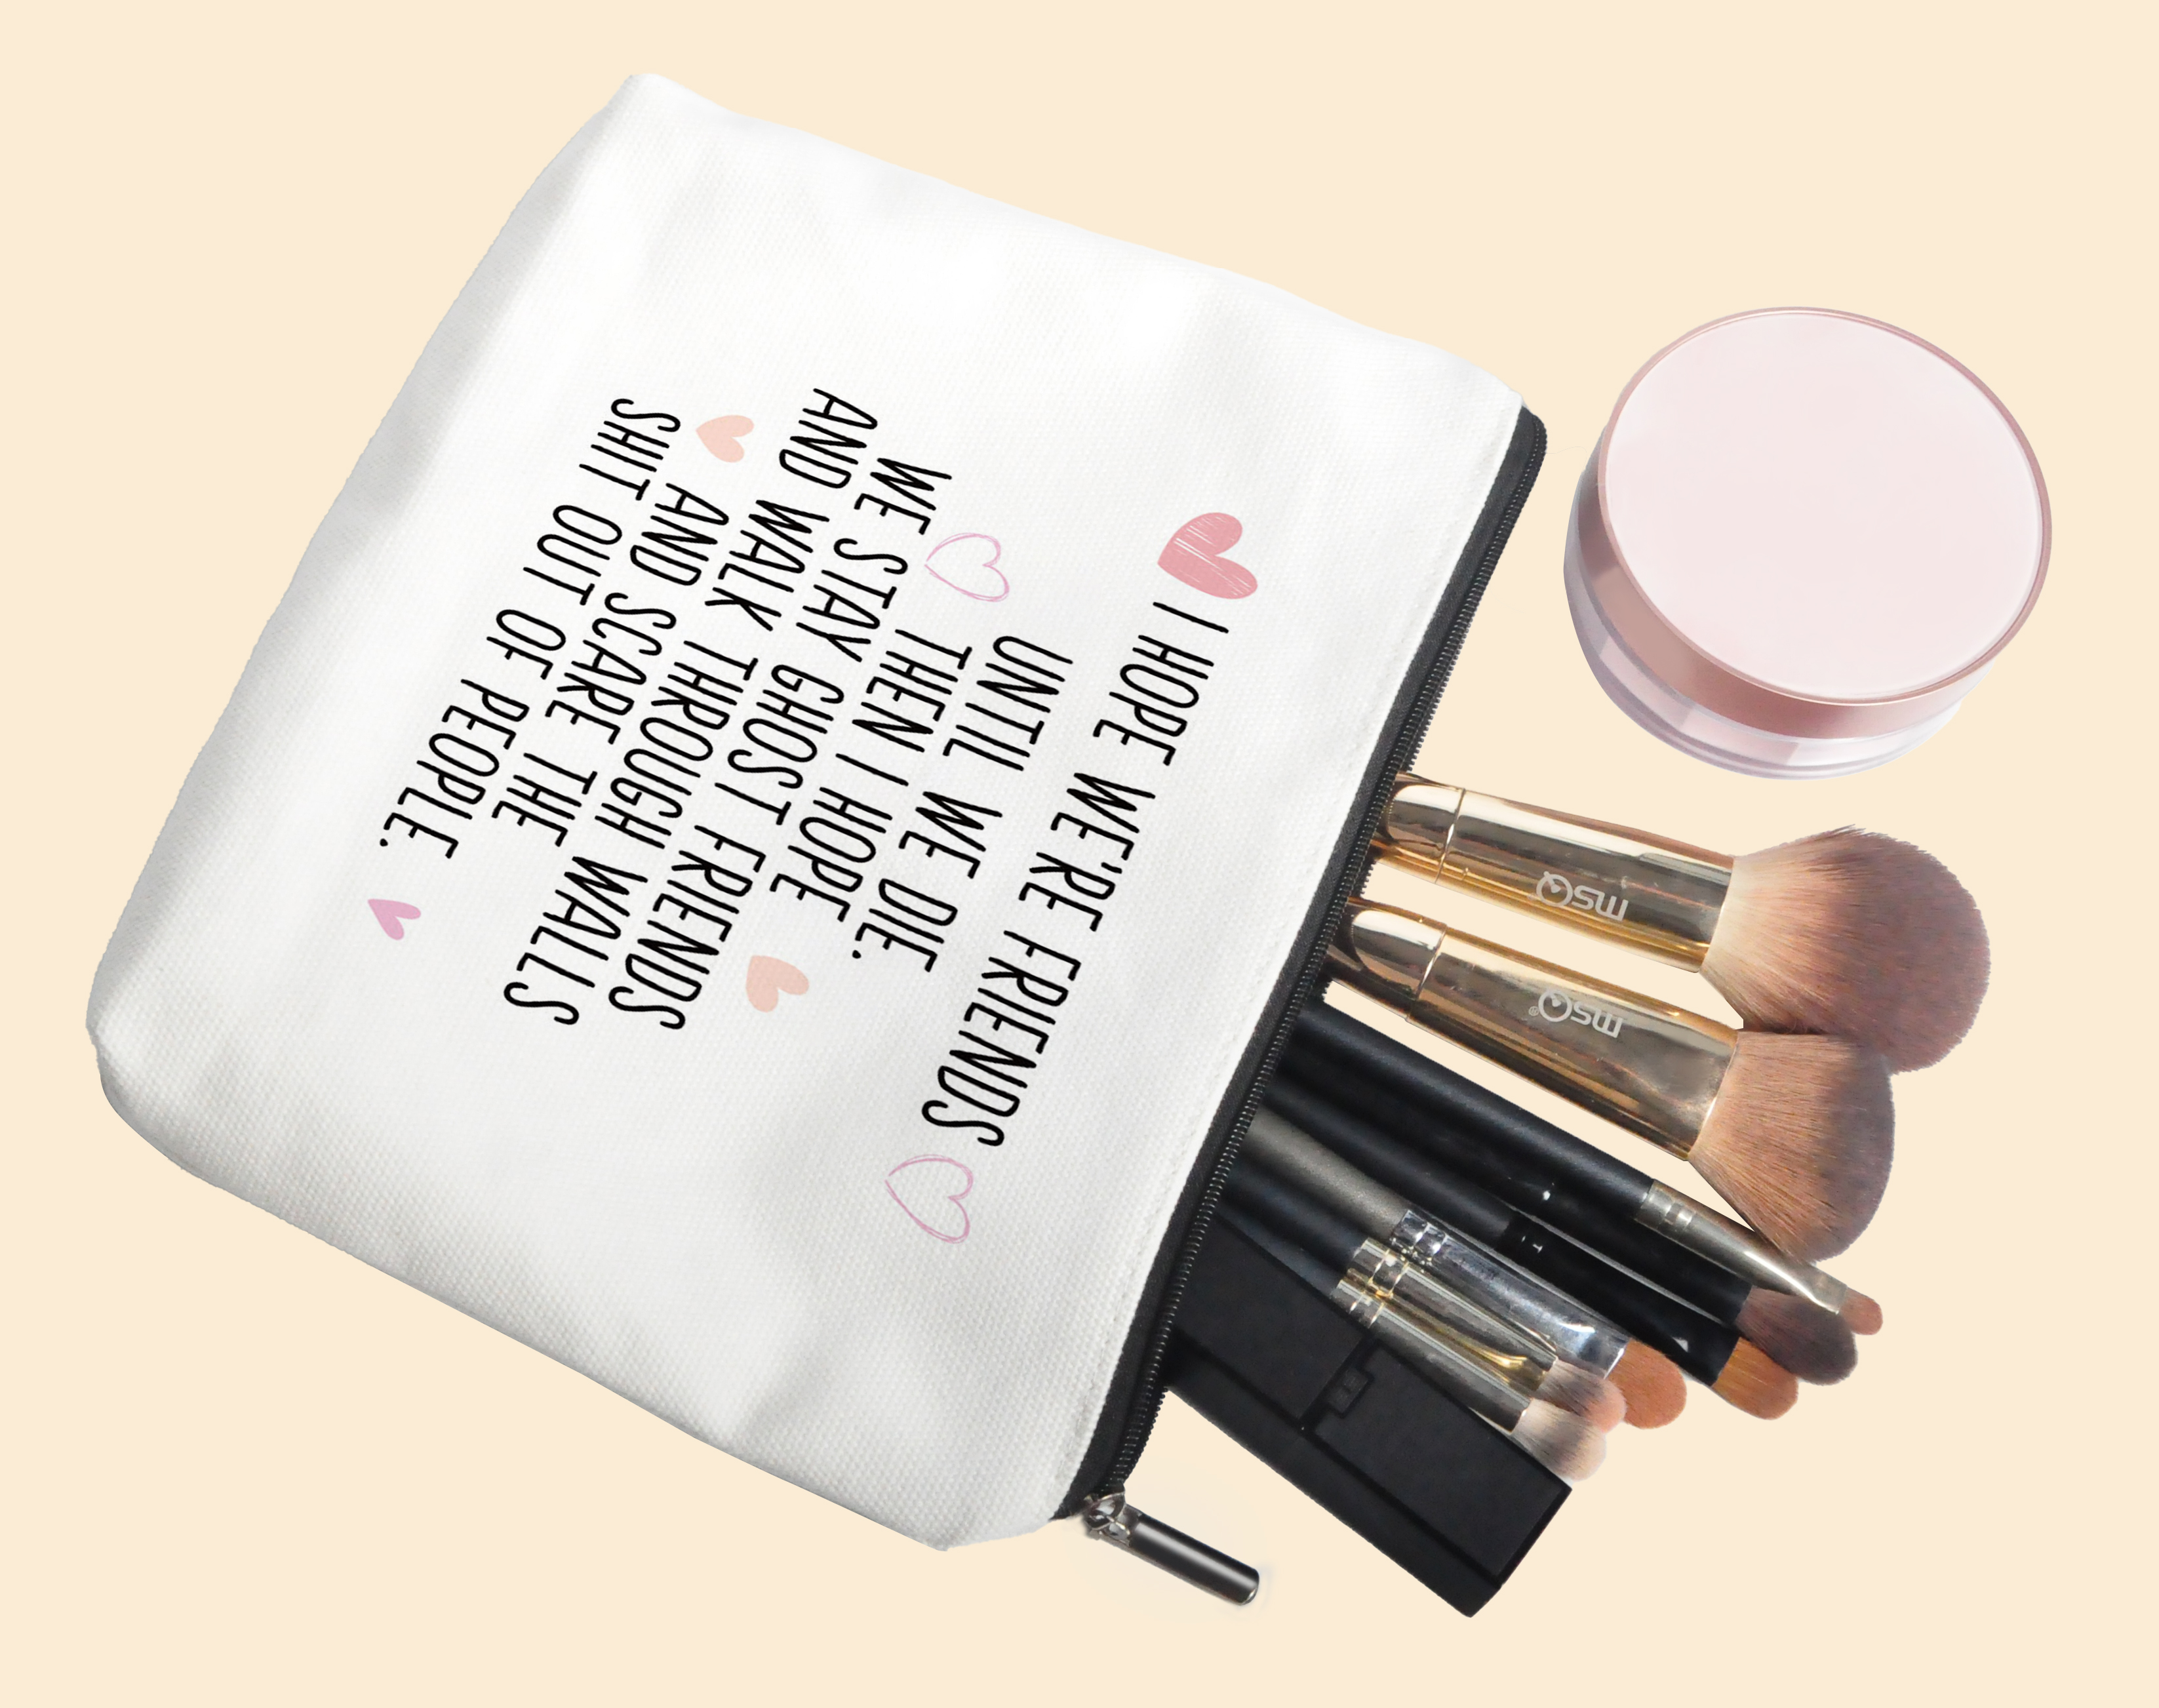 I HOPE WE'RE FRIENDS
UNTIL WE DIE.
THEN I HOPE
WE STAY GHOST FRIENDS
AND WALK THROUGH WALLS
AND SCARE THE
SHIT OUT OF PEOPLE.
msQ
msQ®